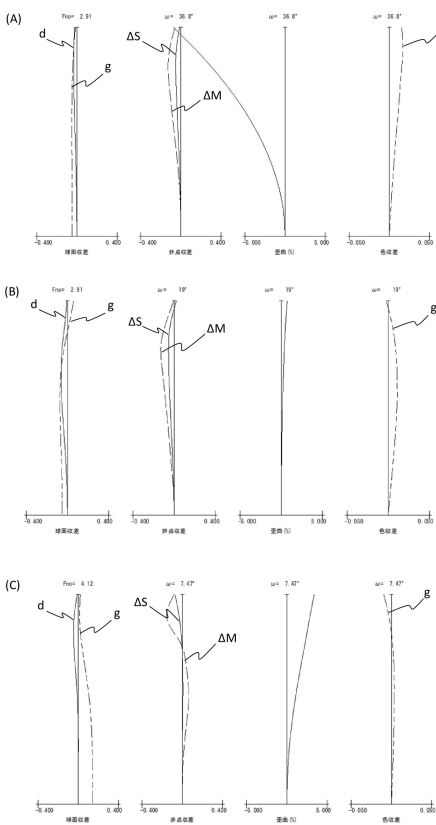 (A)
Fno= 2.91
ω= 36.8°
ω= 36.8°
ω= 36.8°
d
g
ΔS
ΔM
-0.400 0.400
-0.400 0.400
-5.000 5.000
-0.050 0.050
球面収差
非点収差
歪曲(%)
色収差
(B)
Fno= 2.91
ω= 19°
ω= 19°
ω= 19°
d
g
ΔS
ΔM
g
-0.400 0.400
-0.400 0.400
-5.000 5.000
-0.050 0.050
球面収差
非点収差
歪曲(%)
色収差
(C)
Fno= 4.12
ω= 7.47°
ω= 7.47°
ω= 7.47°
d
g
ΔS
ΔM
g
-0.400 0.400
-0.400 0.400
-5.000 5.000
-0.050 0.050
球面収差
非点収差
歪曲(%)
色収差